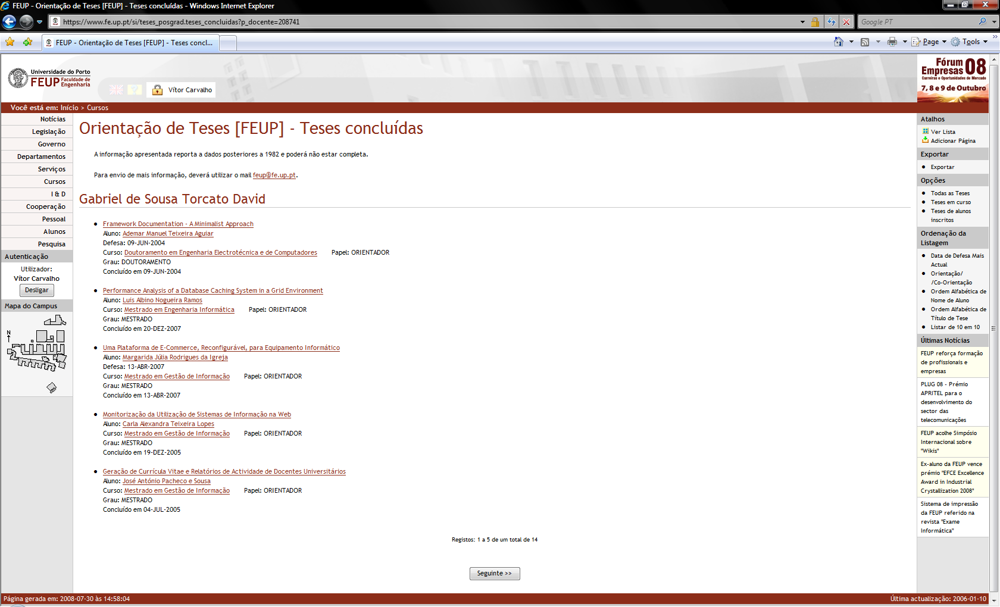 FEUP - Orientação de Teses [FEUP] - Teses concluídas - Windows Internet Explorer
https://www.fe.up.pt/si/teses_posgrad.teses_concluidas?p_docente=208741
Google PT
FEUP - Orientação de Teses [FEUP] - Teses concl...
Page
Tools
Universidade do Porto
FEUP Faculdade de Engenharia
Vítor Carvalho
Fórum
Empresas 08
Carreiras e Oportunidades de Mercado
7, 8 e 9 de Outubro
Você está em: Início > Cursos
Notícias
Legislação
Governo
Departamentos
Serviços
Cursos
I & D
Cooperação
Pessoal
Alunos
Pesquisa
Autenticação
Utilizador:
Vítor Carvalho
Desligar
Mapa do Campus
N
Orientação de Teses [FEUP] - Teses concluídas
A informação apresentada reporta a dados posteriores a 1982 e poderá não estar completa.
Para envio de mais informação, deverá utilizar o mail feup@fe.up.pt.
Gabriel de Sousa Torcato David
Framework Documentation - A Minimalist Approach
Aluno: Ademar Manuel Teixeira Aguiar
Defesa: 09-JUN-2004
Curso: Doutoramento em Engenharia Electrotécnica e de Computadores Papel: ORIENTADOR
Grau: DOUTORAMENTO
Concluído em 09-JUN-2004
Performance Analysis of a Database Caching System in a Grid Environment
Aluno: Luis Albino Nogueira Ramos
Curso: Mestrado em Engenharia Informática Papel: ORIENTADOR
Grau: MESTRADO
Concluído em 20-DEZ-2007
Uma Plataforma de E-Commerce, Reconfigurável, para Equipamento Informático
Aluno: Margarida Júlia Rodrigues da Igreja
Defesa: 13-ABR-2007
Curso: Mestrado em Gestão de Informação Papel: ORIENTADOR
Grau: MESTRADO
Concluído em 13-ABR-2007
Monitorização da Utilização de Sistemas de Informação na Web
Aluno: Carla Alexandra Teixeira Lopes
Curso: Mestrado em Gestão de Informação Papel: ORIENTADOR
Grau: MESTRADO
Concluído em 19-DEZ-2005
Geração de Currícula Vitae e Relatórios de Actividade de Docentes Universitários
Aluno: José António Pacheco e Sousa
Curso: Mestrado em Gestão de Informação Papel: ORIENTADOR
Grau: MESTRADO
Concluído em 04-JUL-2005
Registos: 1 a 5 de um total de 14
Seguinte >>
Atalhos
Ver Lista
Adicionar Página
Exportar
Exportar
Opções
Todas as Teses
Teses em curso
Teses de alunos
inscritos
Ordenação da
Listagem
Data de Defesa Mais
Actual
Orientação/
/Co-Orientação
Ordem Alfabética de
Nome de Aluno
Ordem Alfabética de
Título de Tese
Listar de 10 em 10
Últimas Notícias
FEUP reforça formação
de profissionais e
empresas
PLUG 08 - Prémio
APRITEL para o
desenvolvimento do
sector das
telecomunicações
FEUP acolhe Simpósio
Internacional sobre
"Wikis"
Ex-aluno da FEUP vence
prémio "EFCE Excellence
Award in Industrial
Crystallization 2008"
Sistema de impressão
da FEUP referido na
revista "Exame
Informática"
Página gerada em: 2008-07-30 às 14:58:04
Última actualização: 2006-01-10